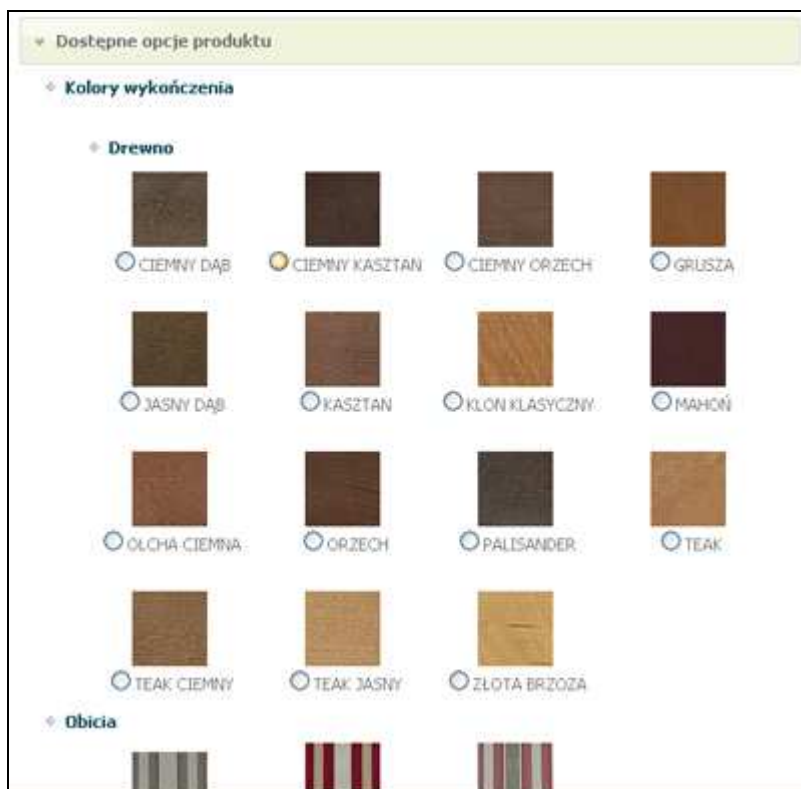 Dostępne opcje produktu
Kolory wykończenia
Drewno
CIEMNY DĄB CIEMNY KASZTAN CIEMNY ORZECH GRUSZA
JASNY DĄB KASZTAN KLON KLASYCZNY MAHOŃ
OLCHA CIEMNA ORZECH PALISANDER TEAK
TEAK CIEMNY TEAK JASNY ZŁOTA BRZOZA
Obicia